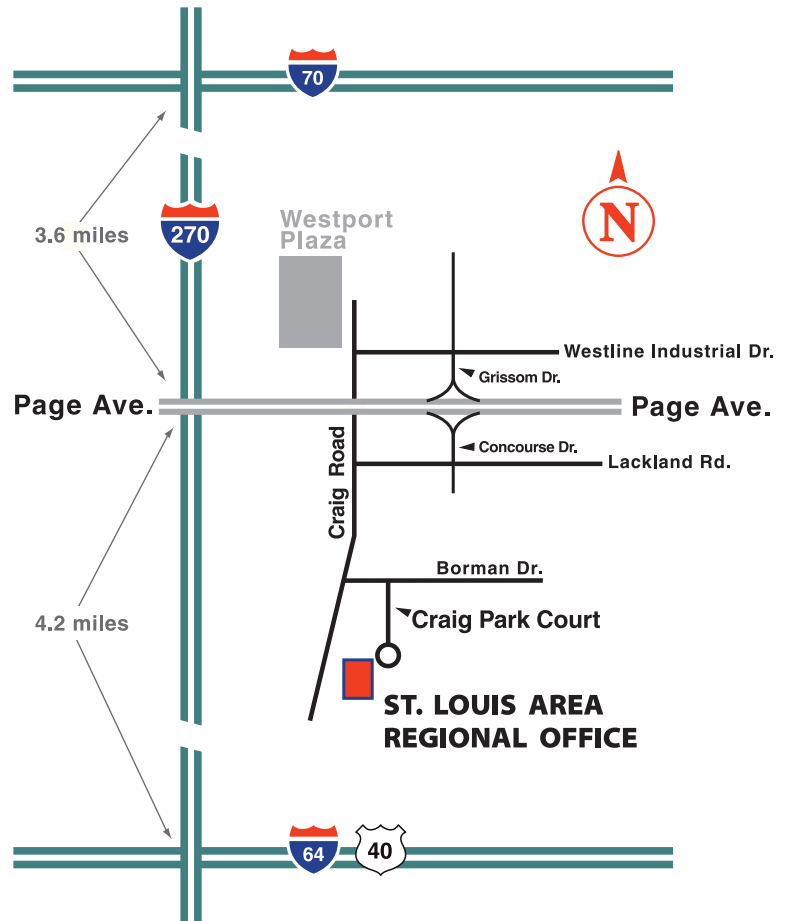 70
Westport
Plaza
N
3.6 miles
270
Westline Industrial Dr.
Grissom Dr.
Page Ave.
Page Ave.
Craig Road
Concourse Dr.
Lackland Rd.
Borman Dr.
Craig Park Court
4.2 miles
ST. LOUIS AREA
REGIONAL OFFICE
64
40